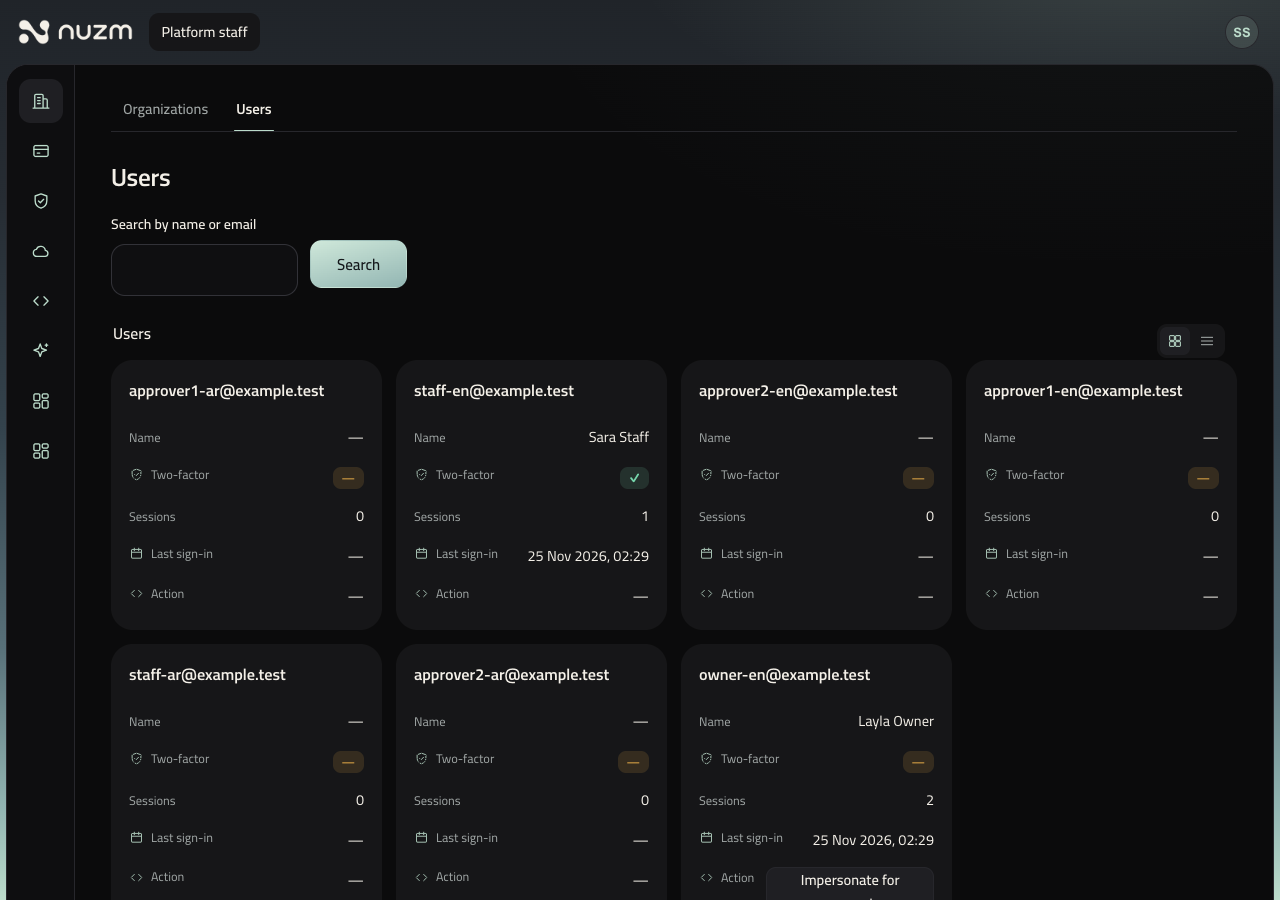 nuzm
Platform staff
SS
Organizations
Users
Users
Search by name or email
Search
Users
approver1-ar@example.test
Name
—
Two-factor
—
Sessions
0
Last sign-in
—
Action
—
staff-en@example.test
Name
Sara Staff
Two-factor
Sessions
1
Last sign-in
25 Nov 2026, 02:29
Action
—
approver2-en@example.test
Name
—
Two-factor
—
Sessions
0
Last sign-in
—
Action
—
approver1-en@example.test
Name
—
Two-factor
—
Sessions
0
Last sign-in
—
Action
—
staff-ar@example.test
Name
—
Two-factor
—
Sessions
0
Last sign-in
—
Action
—
approver2-ar@example.test
Name
—
Two-factor
—
Sessions
0
Last sign-in
—
Action
—
owner-en@example.test
Name
Layla Owner
Two-factor
—
Sessions
2
Last sign-in
25 Nov 2026, 02:29
Action
Impersonate for